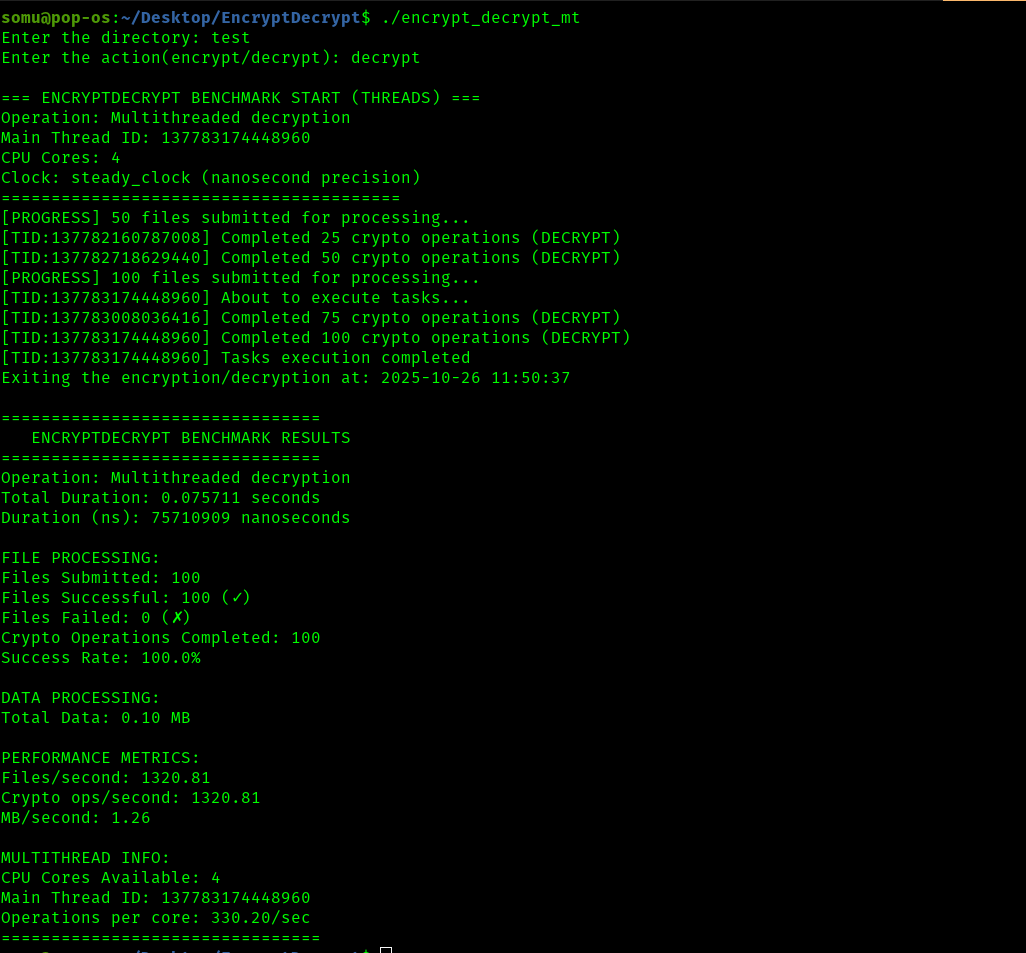 somu@pop-os:~/Desktop/EncryptDecrypt$ ./encrypt_decrypt_mt
Enter the directory: test
Enter the action(encrypt/decrypt): decrypt
=== ENCRYPTDECRYPT BENCHMARK START (THREADS) ===
Operation: Multithreaded decryption
Main Thread ID: 137783174448960
CPU Cores: 4
Clock: steady_clock (nanosecond precision)
========================================
[PROGRESS] 50 files submitted for processing...
[TID:137782160787008] Completed 25 crypto operations (DECRYPT)
[TID:137782718629440] Completed 50 crypto operations (DECRYPT)
[PROGRESS] 100 files submitted for processing...
[TID:137783174448960] About to execute tasks...
[TID:137783008036416] Completed 75 crypto operations (DECRYPT)
[TID:137783174448960] Completed 100 crypto operations (DECRYPT)
[TID:137783174448960] Tasks execution completed
Exiting the encryption/decryption at: 2025-10-26 11:50:37
================================
   ENCRYPTDECRYPT BENCHMARK RESULTS
================================
Operation: Multithreaded decryption
Total Duration: 0.075711 seconds
Duration (ns): 75710909 nanoseconds
FILE PROCESSING:
Files Submitted: 100
Files Successful: 100 (✓)
Files Failed: 0 (✗)
Crypto Operations Completed: 100
Success Rate: 100.0%
DATA PROCESSING:
Total Data: 0.10 MB
PERFORMANCE METRICS:
Files/second: 1320.81
Crypto ops/second: 1320.81
MB/second: 1.26
MULTITHREAD INFO:
CPU Cores Available: 4
Main Thread ID: 137783174448960
Operations per core: 330.20/sec
================================